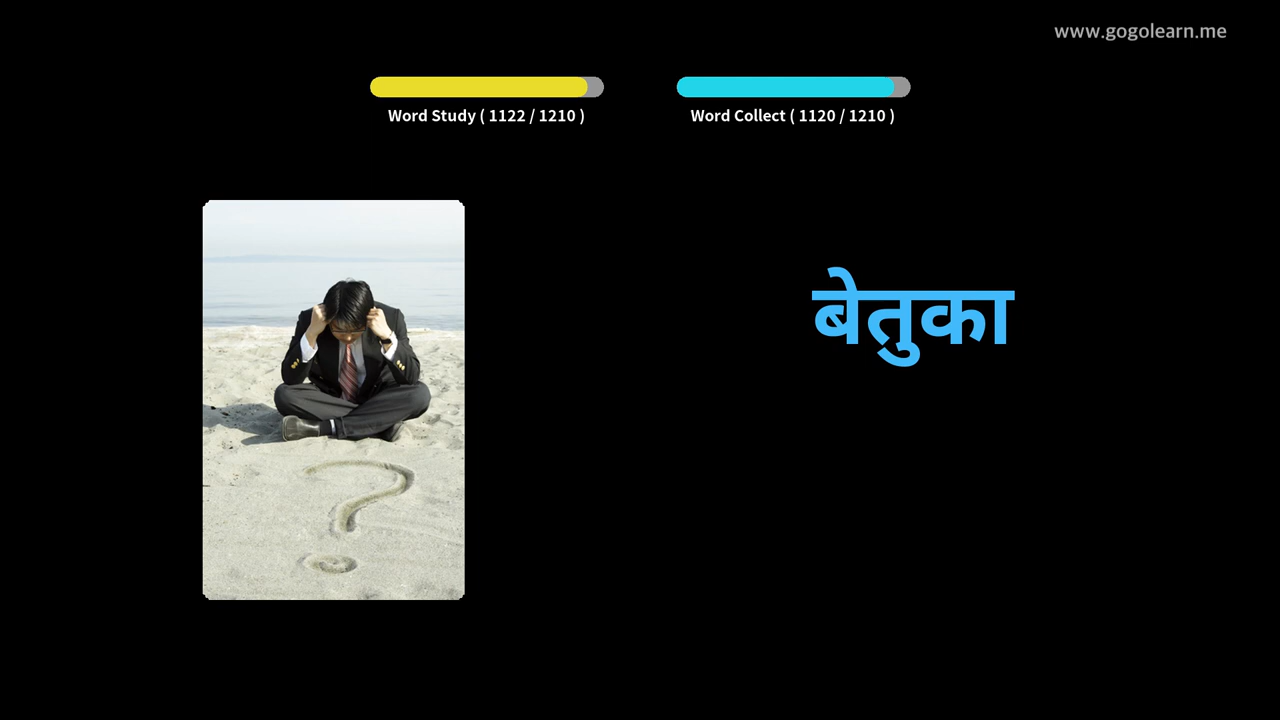 www.gogolearn.me
Word Study ( 1122 / 1210 )
Word Collect ( 1120 / 1210 )
बेतुका
?